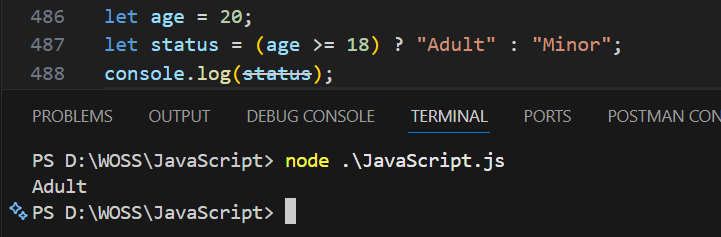 486 let age = 20;
487 let status = (age >= 18) ? "Adult" : "Minor";
488 console.log(status);
PROBLEMS OUTPUT DEBUG CONSOLE TERMINAL PORTS POSTMAN CON
PS D:\WOSS\JavaScript> node .\JavaScript.js
Adult
PS D:\WOSS\JavaScript>